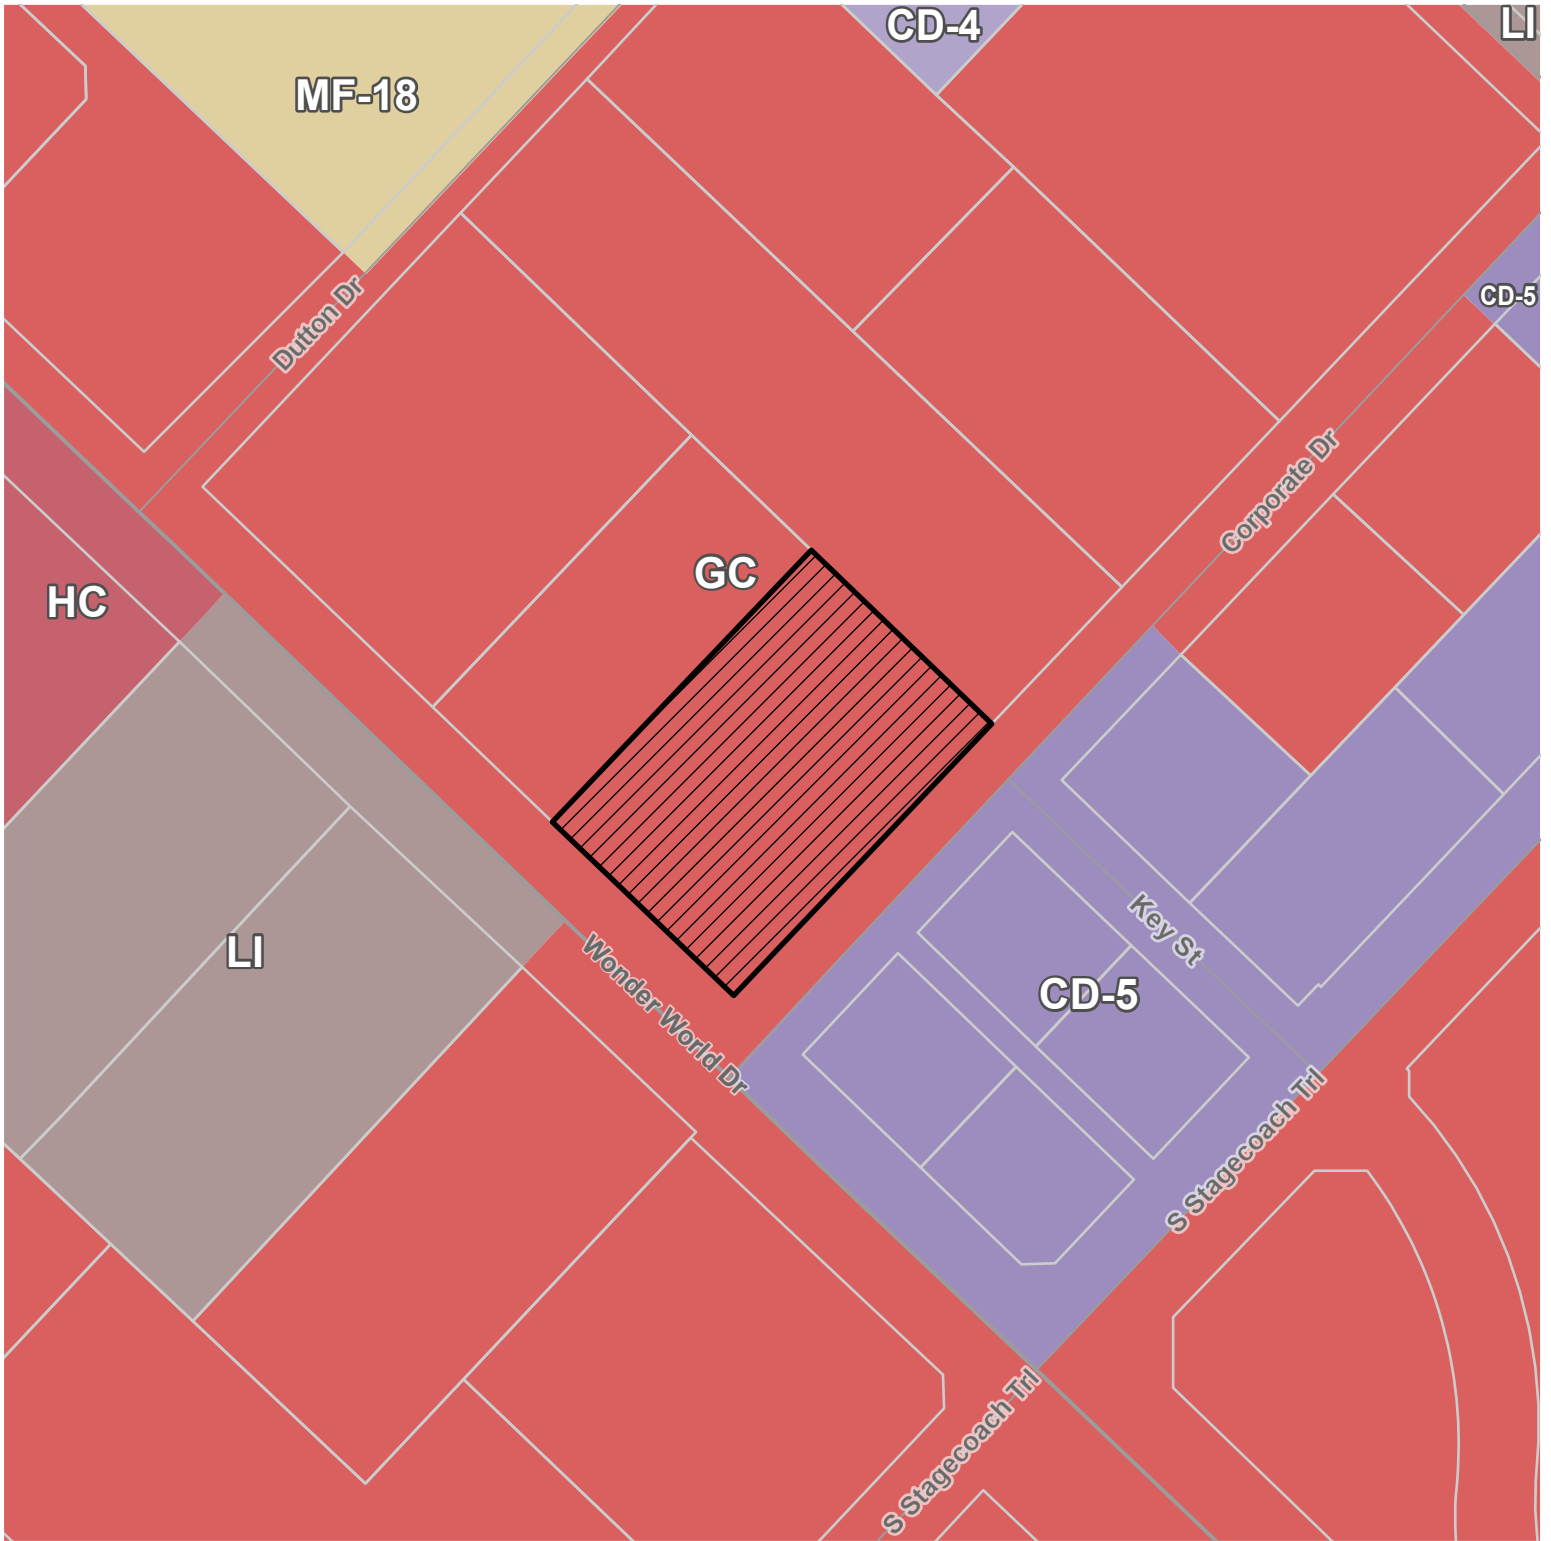 CD-4
LI
MF-18
Dutton Dr
CD-5
Corporate Dr
GC
HC
Key St
LI
Wonder World Dr
CD-5
S Stagecoach Trl
S Stagecoach Trl